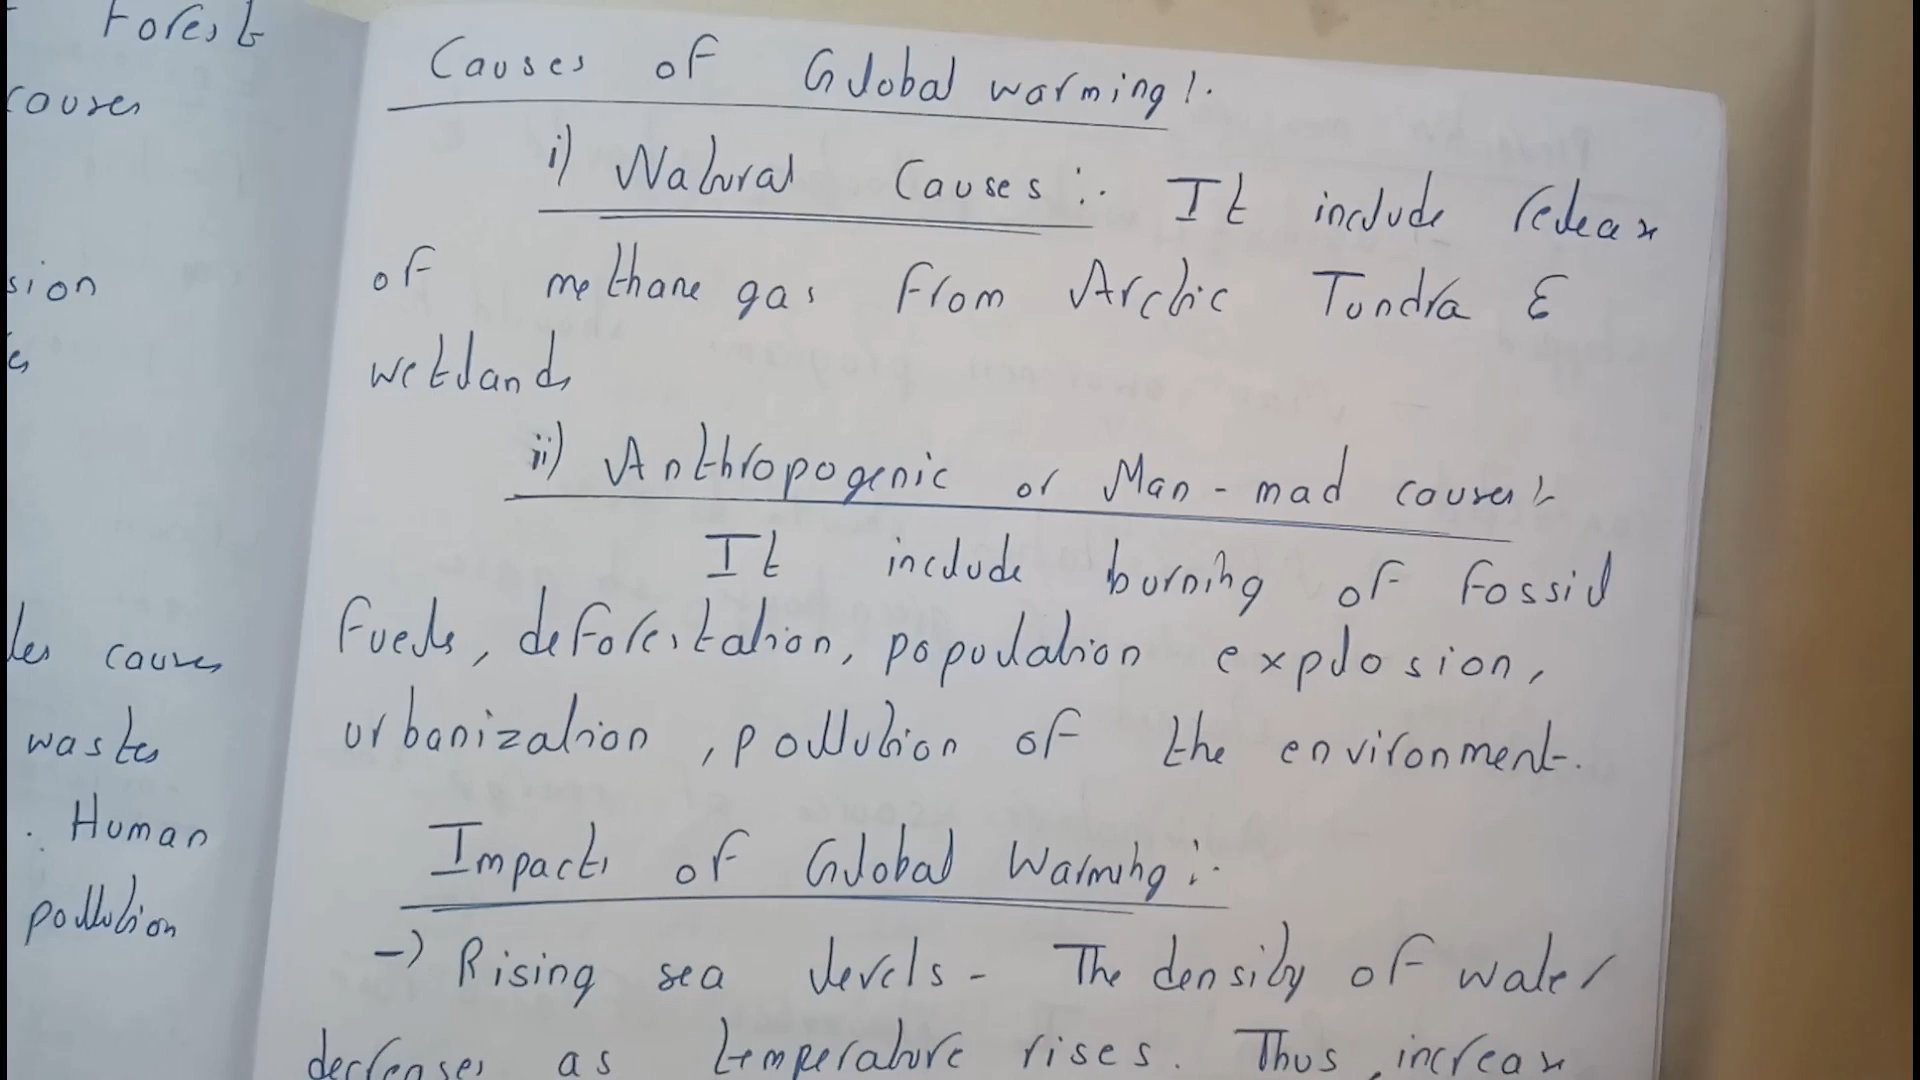 Forest
causes
sion
es
les causes
wastes
. Human
pollution
Causes of Global warming:-
i) Natural Causes:- It include release
of methane gas from Arctic Tundra &
wetlands
ii) Anthropogenic or Man-mad causes:-
It include burning of fossil
fuels, deforestation, population explosion,
urbanization, pollution of the environment.
Impacts of Global Warming:-
-> Rising sea levels - The density of water
decreases as temperature rises. Thus, increase